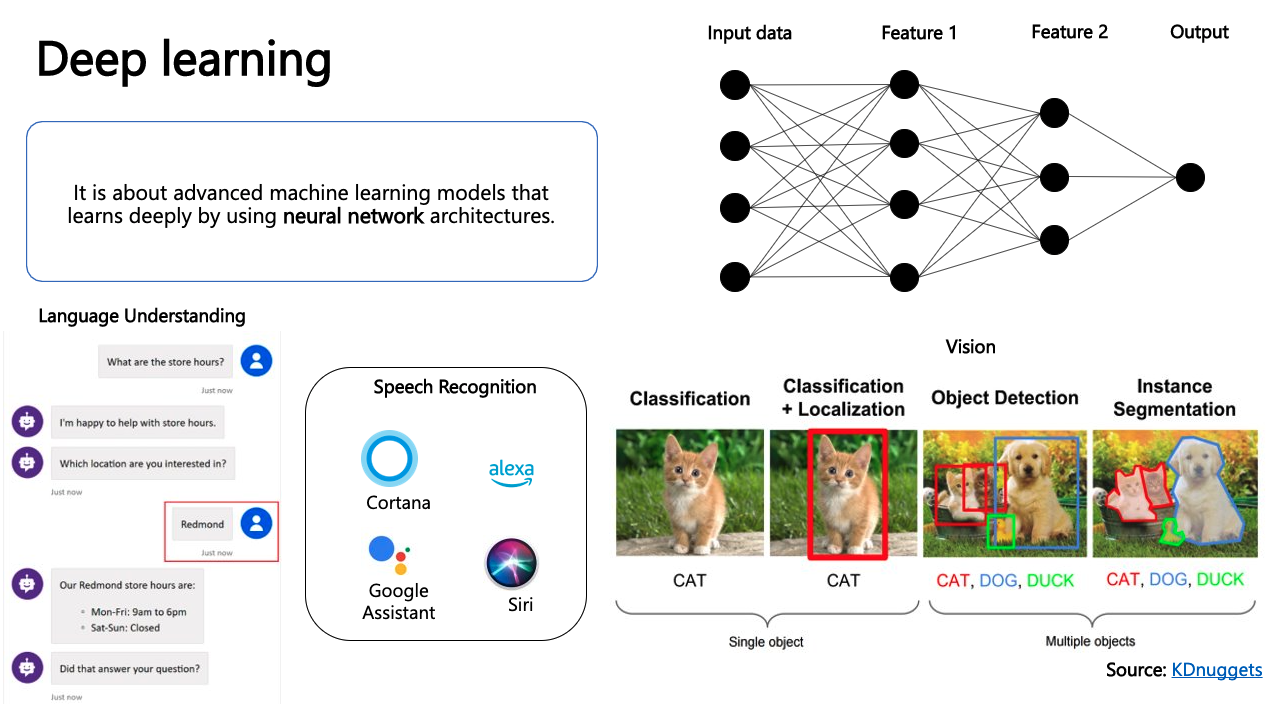 Deep learning
Input data
Feature 1
Feature 2
Output
It is about advanced machine learning models that
learns deeply by using neural network architectures.
Language Understanding
What are the store hours?
Just now
I'm happy to help with store hours.
Which location are you interested in?
Just now
Redmond
Just now
Our Redmond store hours are:
• Mon-Fri: 9am to 6pm
• Sat-Sun: Closed
Did that answer your question?
Just now
Speech Recognition
Cortana
alexa
Google
Assistant
Siri
Vision
Classification
Classification
+ Localization
Object Detection
Instance
Segmentation
CAT
CAT
CAT, DOG, DUCK
CAT, DOG, DUCK
Single object
Multiple objects
Source: KDnuggets